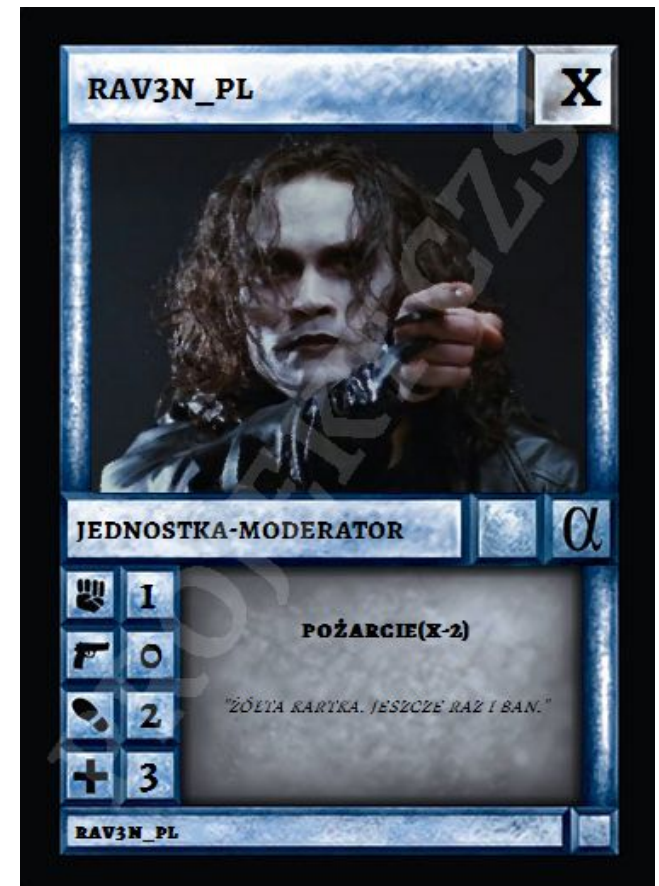 RAV3N_PL
X
JEDNOSTKA-MODERATOR
α
1
0
2
3
POŻARCIE(X-2)
"ŻÓŁTA KARTKA. JESZCZE RAZ I BAN."
RAV3N_PL